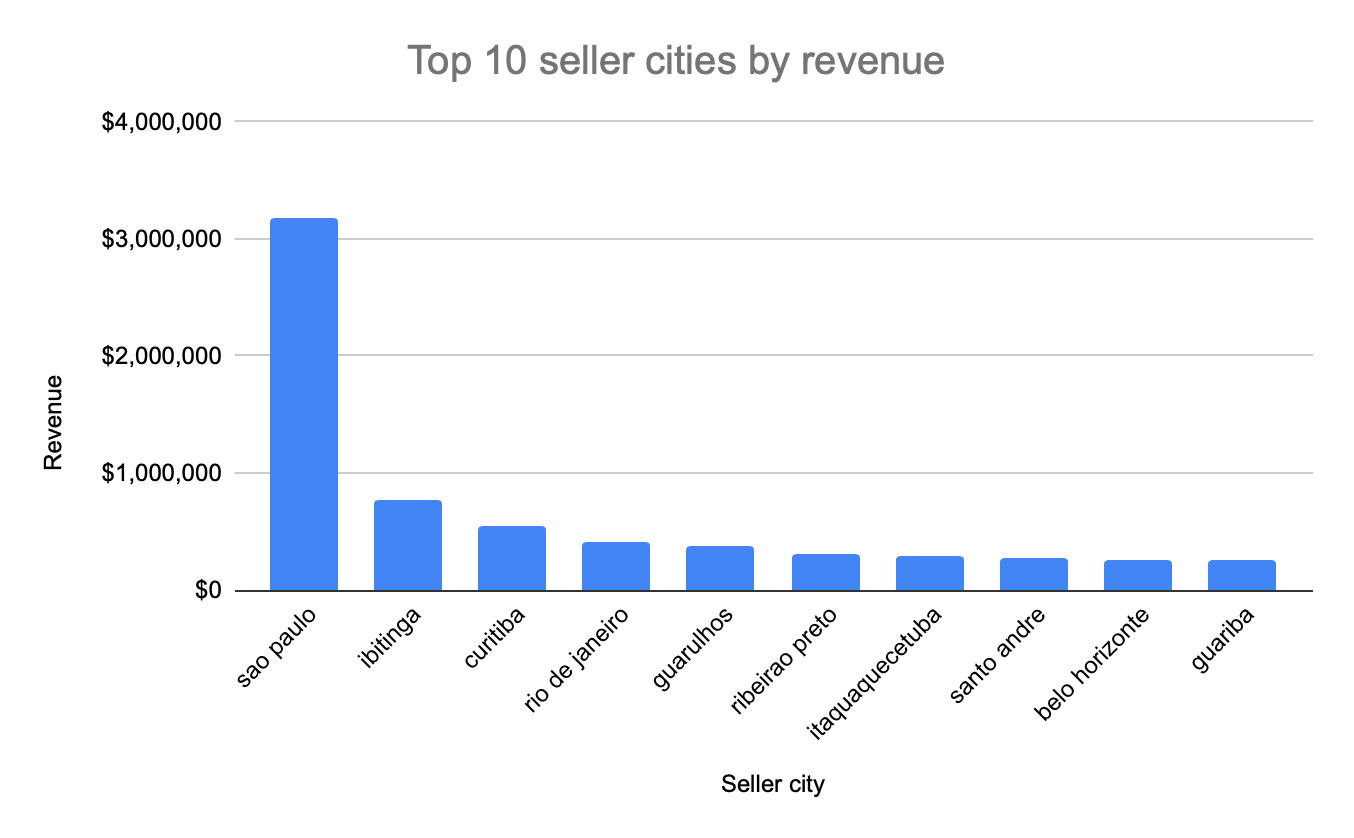 Top 10 seller cities by revenue
$4,000,000
$3,000,000
$2,000,000
$1,000,000
$0
Revenue
sao paulo
ibitinga
curitiba
rio de janeiro
guarulhos
ribeirao preto
itaquaquecetuba
santo andre
belo horizonte
guariba
Seller city